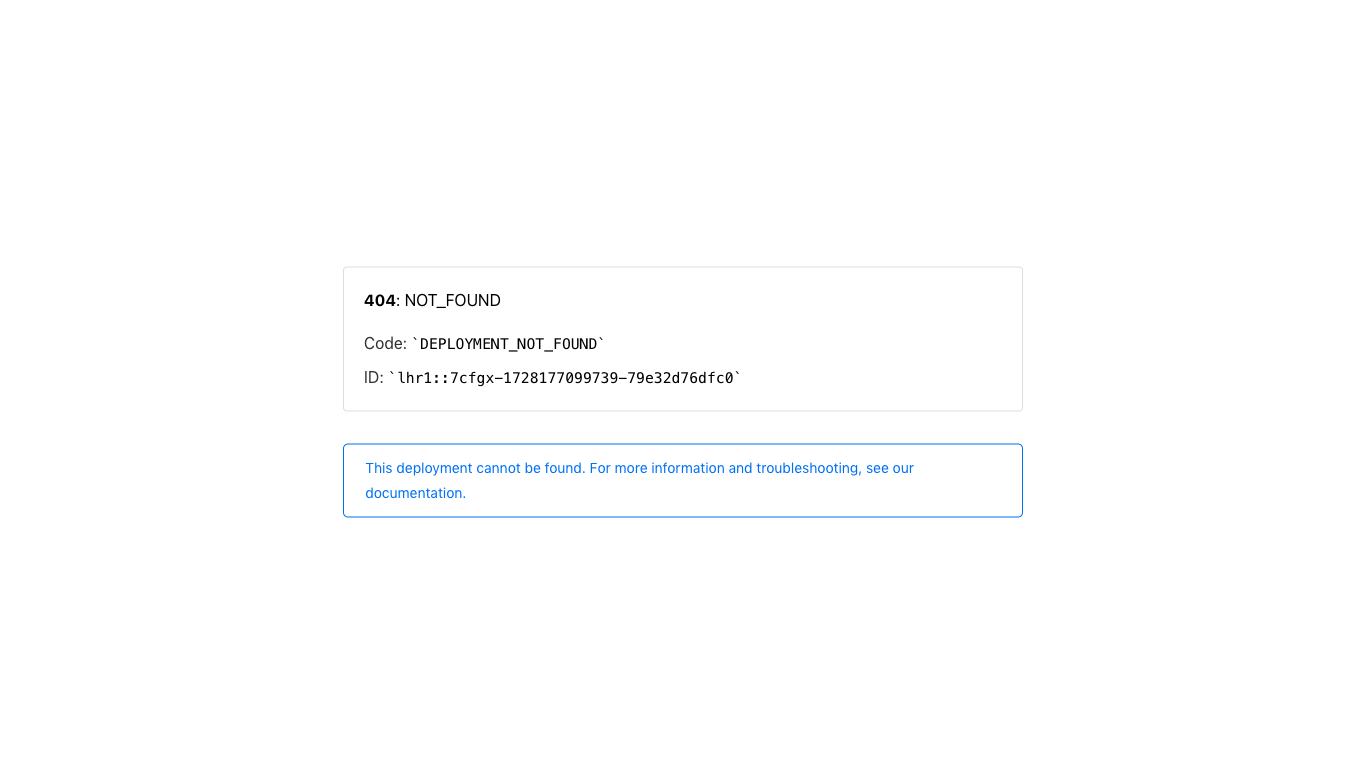 404: NOT_FOUND
Code: `DEPLOYMENT_NOT_FOUND`
ID: `lhr1::7cfgx-1728177099739-79e32d76dfc0`
This deployment cannot be found. For more information and troubleshooting, see our
documentation.